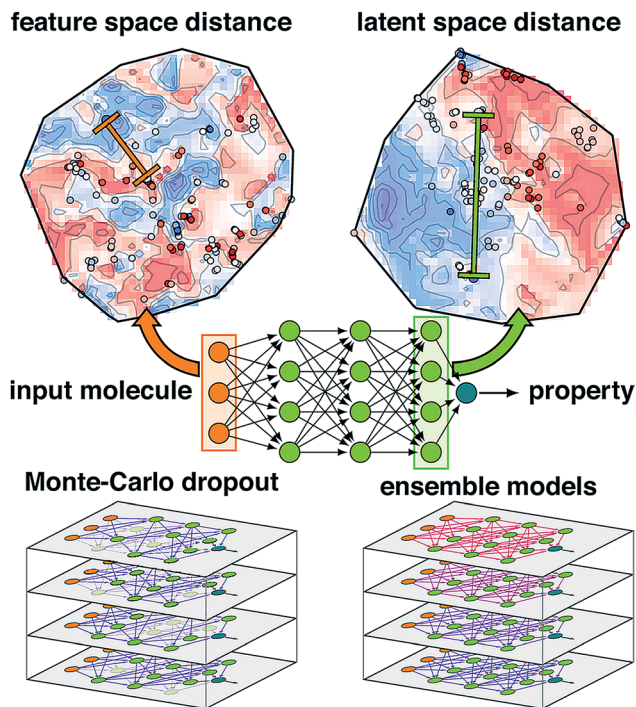 feature space distance
latent space distance
input molecule
property
Monte-Carlo dropout
ensemble models